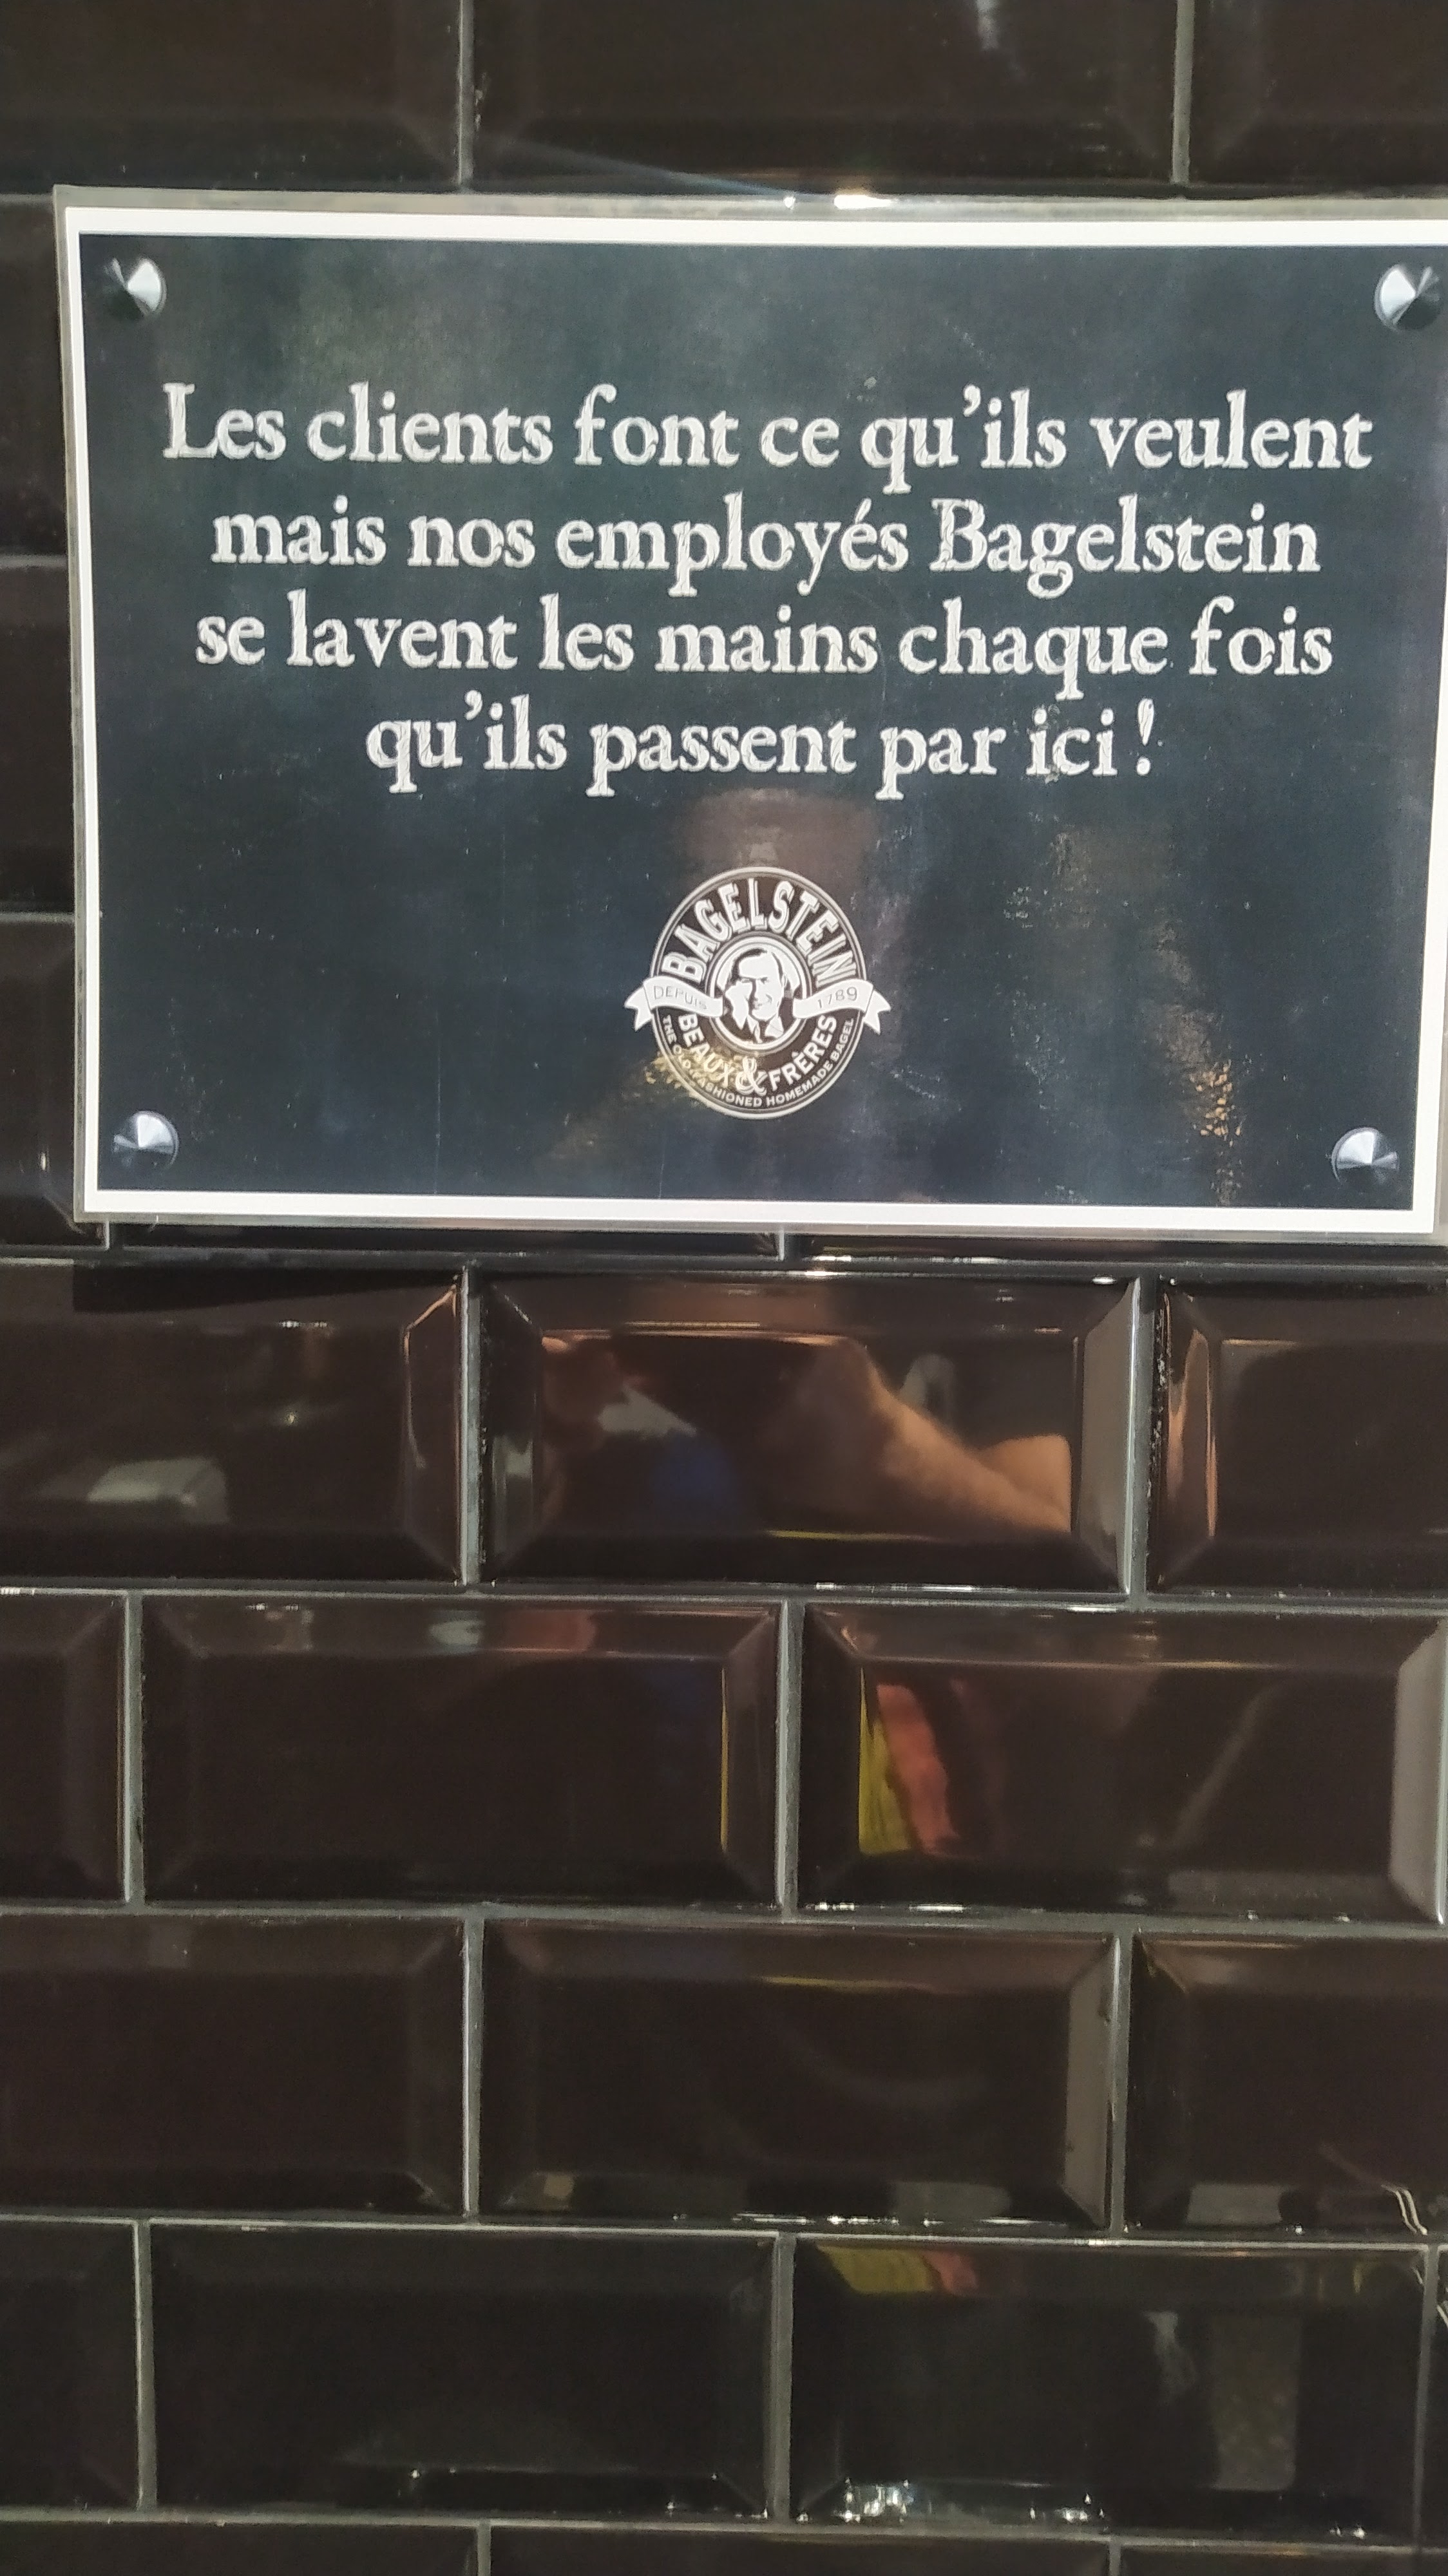 Les clients font ce qu'ils veulent
mais nos employés Bagelstein
se lavent les mains chaque fois
qu'ils passent par ici !
BAGELSTEIN
DEPUIS 1789
BEAUX & FRÈRES
THE OLD FASHIONED HOMEMADE BAGEL